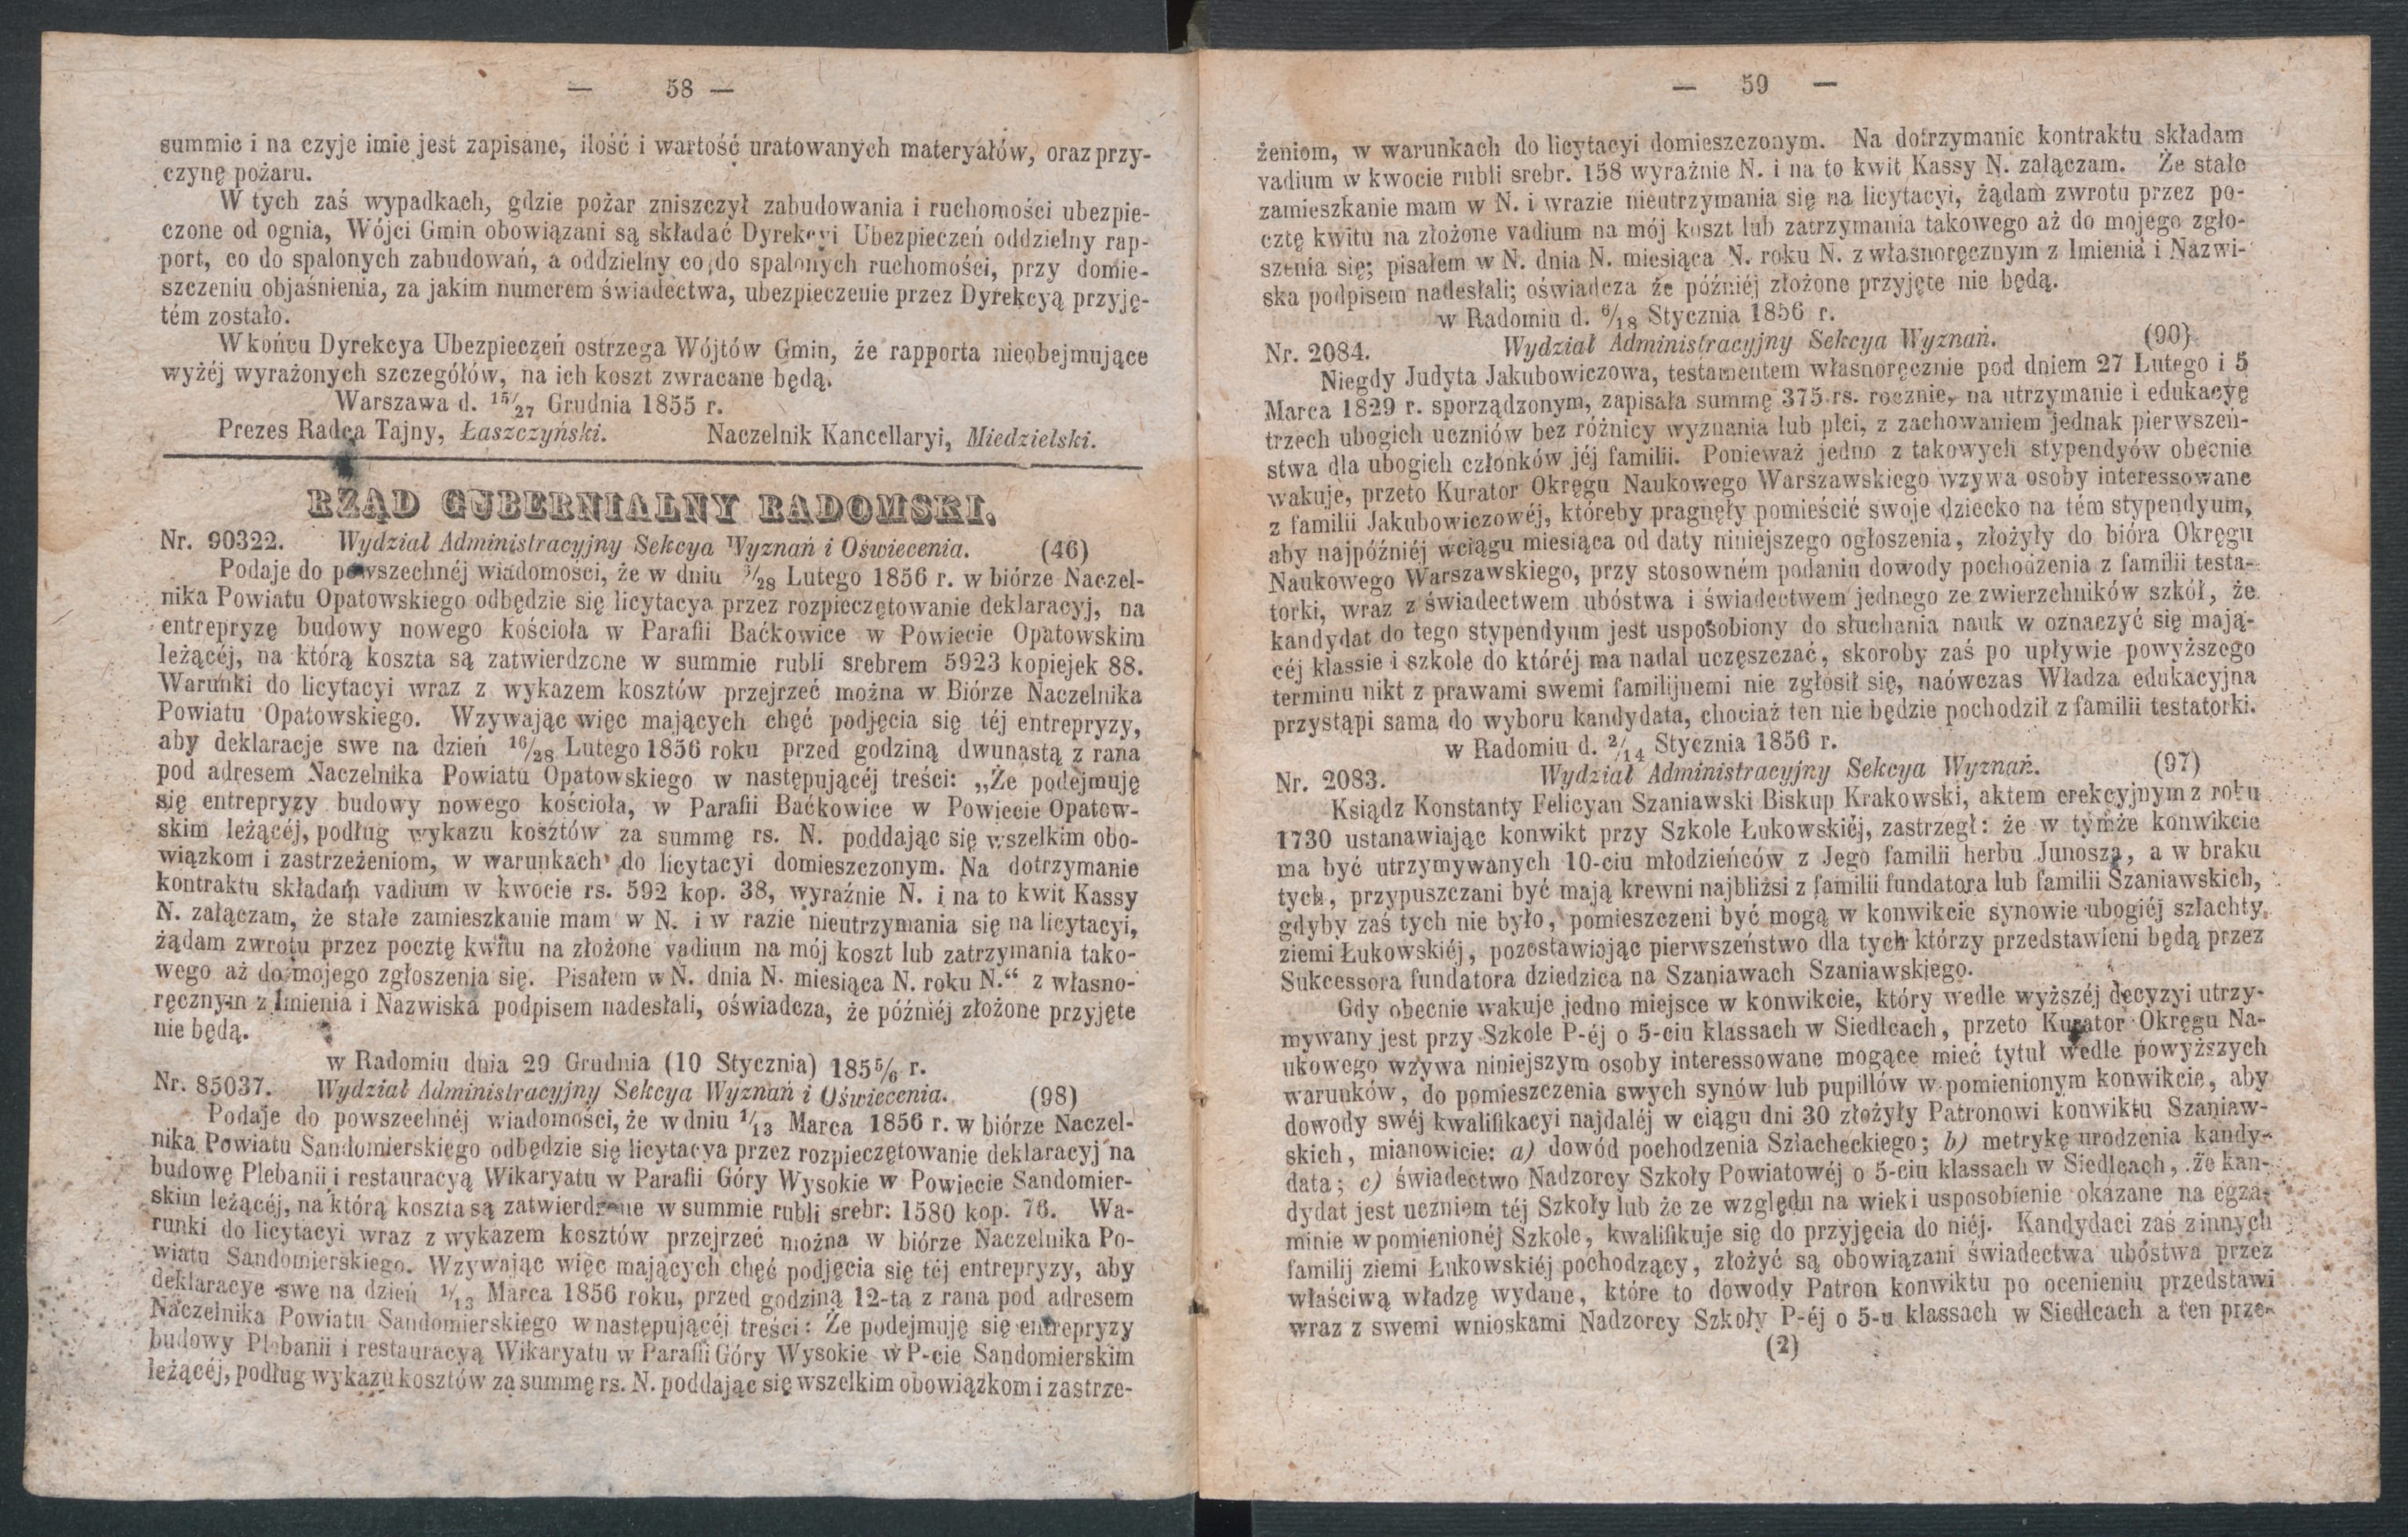 — 58 —
summie i na czyje imie jest zapisane, ilość i wartość uratowanych materyałów, oraz przy-
czynę pożaru.
W tych zaś wypadkach, gdzie pożar zniszczył zabudowania i ruchomości ubezpie-
czone od ognia, Wójci Gmin obowiązani są składać Dyrekcyi Ubezpieczeń oddzielny rap-
port, co do spalonych zabudowań, a oddzielny co do spalonych ruchomości, przy domie-
szczeniu objaśnienia, za jakim numerem świadectwa, ubezpieczenie przez Dyrekcyą przyję-
tém zostało.
W końcu Dyrekcya Ubezpieczeń ostrzega Wójtów Gmin, że rapporta nieobejmujące
wyżéj wyrażonych szczegółów, na ich koszt zwracane będą.
Warszawa d. 15/27 Grudnia 1855 r.
Prezes Radca Tajny, Łaszczyński. Naczelnik Kancellaryi, Miedzielski.
RZĄD GUBERNIALNY RADOMSKI.
Nr. 90322. Wydział Administracyjny Sekcya Wyznań i Oświecenia. (46)
Podaje do powszechnéj wiadomości, że w dniu /28 Lutego 1856 r. w biórze Naczel-
nika Powiatu Opatowskiego odbędzie się licytacya przez rozpieczętowanie deklaracyj, na
entrepryzę budowy nowego kościoła w Parafii Baćkowice w Powiecie Opatowskim
leżącéj, na którą koszta są zatwierdzone w summie rubli srebrem 5923 kopiejek 88.
Warunki do licytacyi wraz z wykazem kosztów przejrzeć można w Biórze Naczelnika
Powiatu Opatowskiego. Wzywając więc mających chęć podjęcia się téj entrepryzy,
aby deklaracje swe na dzień 16/28 Lutego 1856 roku przed godziną dwunastą z rana
pod adresem Naczelnika Powiatu Opatowskiego w następującéj treści: „Że podejmuję
się entrepryzy budowy nowego kościoła, w Parafii Baćkowice w Powiecie Opatow-
skim leżącéj, podług wykazu kosztów za summę rs. N. poddając się wszelkim obo-
wiązkom i zastrzeżeniom, w warunkach do licytacyi domieszczonym. Na dotrzymanie
kontraktu składam vadium w kwocie rs. 592 kop. 38, wyraźnie N. i na to kwit Kassy
N. załączam, że stałe zamieszkanie mam w N. i w razie nieutrzymania się na licytacyi,
żądam zwrotu przez pocztę kwitu na złożone vadium na mój koszt lub zatrzymania tako-
wego aż do mojego zgłoszenia się. Pisałem w N. dnia N. miesiąca N. roku N.“ z własno-
ręcznym z Imienia i Nazwiska podpisem nadesłali, oświadcza, że późniéj złożone przyjęte
nie będą.
w Radomiu dnia 29 Grudnia (10 Stycznia) 1855/6 r.
Nr. 85037. Wydział Administracyjny Sekcya Wyznań i Oświecenia. (98)
Podaje do powszechnéj wiadomości, że w dniu 1/13 Marca 1856 r. w biórze Naczel-
nika Powiatu Sandomierskiego odbędzie się licytacya przez rozpieczętowanie deklaracyj na
budowę Plebanii i restauracyą Wikaryatu w Parafii Góry Wysokie w Powiecie Sandomier-
skim leżącéj, na którą koszta są zatwierdzone w summie rubli srebr: 1580 kop. 76. Wa-
runki do licytacyi wraz z wykazem kosztów przejrzeć można w biórze Naczelnika Po-
wiatu Sandomierskiego. Wzywając więc mających chęć podjęcia się téj entrepryzy, aby
deklaracye swe na dzień 1/13 Marca 1856 roku, przed godziną 12-tą z rana pod adresem
Naczelnika Powiatu Sandomierskiego w następującéj treści: Że podejmuję się entrepryzy
budowy Plebanii i restauracyą Wikaryatu w Parafii Góry Wysokie w P-cie Sandomierskim
leżącéj, podług wykazu kosztów za summę rs. N. poddając się wszelkim obowiązkom i zastrze-
— 59 —
żeniom, w warunkach do licytacyi domieszczonym. Na dotrzymanie kontraktu składam
vadium w kwocie rubli srebr. 158 wyraźnie N. i na to kwit Kassy N. załączam. Że stałe
zamieszkanie mam w N. i wrazie nieutrzymania się na licytacyi, żądam zwrotu przez po-
cztę kwitu na złożone vadium na mój koszt lub zatrzymania takowego aż do mojego zgło-
szenia się; pisałem w N. dnia N. miesiąca N. roku N. z własnoręcznym z Imienia i Nazwi-
ska podpisem nadesłali; oświadcza że późniéj złożone przyjęte nie będą.
w Radomiu d. 6/18 Stycznia 1856 r.
Nr. 2084. Wydział Administracyjny Sekcya Wyznań. (90)
Niegdy Judyta Jakubowiczowa, testamentem własnoręcznie pod dniem 27 Lutego i 5
Marca 1829 r. sporządzonym, zapisała summę 375 rs. rocznie, na utrzymanie i edukacyę
trzech ubogich uczniów bez różnicy wyznania lub płci, z zachowaniem jednak pierwszeń-
stwa dla ubogich członków jéj familii. Ponieważ jedno z takowych stypendyów obecnie
wakuje, przeto Kurator Okręgu Naukowego Warszawskiego wzywa osoby interessowane
z familii Jakubowiczowéj, któreby pragnęły pomieścić swoje dziecko na tém stypendyum,
aby najpóźniéj wciągu miesiąca od daty niniejszego ogłoszenia, złożyły do bióra Okręgu
Naukowego Warszawskiego, przy stosowném podaniu dowody pochodzenia z familii testa-
torki, wraz z świadectwem ubóstwa i świadectwem jednego ze zwierzchników szkół, że
kandydat do tego stypendyum jest usposobiony do słuchania nauk w oznaczyć się mają-
céj klassie i szkole do któréj ma nadal uczęszczać, skoroby zaś po upływie powyższego
terminu nikt z prawami swemi familijnemi nie zgłosił się, naówczas Władza edukacyjna
przystąpi sama do wyboru kandydata, chociaż ten nie będzie pochodził z familii testatorki.
w Radomiu d. 2/14 Stycznia 1856 r.
Nr. 2083. Wydział Administracyjny Sekcya Wyznań. (97)
Ksiądz Konstanty Felicyan Szaniawski Biskup Krakowski, aktem erekcyjnym z roku
1730 ustanawiając konwikt przy Szkole Łukowskiéj, zastrzegł: że w tymże konwikcie
ma być utrzymywanych 10-ciu młodzieńców z Jego familii herbu Junosza, a w braku
tych, przypuszczani być mają krewni najbliżsi z familii fundatora lub familii Szaniawskich,
gdyby zaś tych nie było, pomieszczeni być mogą w konwikcie synowie ubogiéj szlachty
ziemi Łukowskiéj, pozostawiając pierwszeństwo dla tych którzy przedstawieni będą przez
Sukcessora fundatora dziedzica na Szaniawach Szaniawskiego.
Gdy obecnie wakuje jedno miejsce w konwikcie, który wedle wyższéj decyzyi utrzy-
mywany jest przy Szkole P-éj o 5-ciu klassach w Siedlcach, przeto Kurator Okręgu Na-
ukowego wzywa niniejszym osoby interessowane mogące mieć tytuł wedle powyższych
warunków, do pomieszczenia swych synów lub pupillów w pomienionym konwikcie, aby
dowody swéj kwalifikacyi najdaléj w ciągu dni 30 złożyły Patronowi konwiktu Szaniaw-
skich, mianowicie: a) dowód pochodzenia Szlacheckiego; b) metrykę urodzenia kandy-
data; c) świadectwo Nadzorcy Szkoły Powiatowéj o 5-ciu klassach w Siedlcach, że kan-
dydat jest uczniem téj Szkoły lub że ze względu na wiek i usposobienie okazane na egza-
minie w pomienionéj Szkole, kwalifikuje się do przyjęcia do niéj. Kandydaci zaś z innych
familij ziemi Łukowskiéj pochodzący, złożyć są obowiązani świadectwa ubóstwa przez
właściwą władzę wydane, które to dowody Patron konwiktu po ocenieniu przedstawi
wraz z swemi wnioskami Nadzorcy Szkoły P-éj o 5-u klassach w Siedlcach a ten prze-
(2)